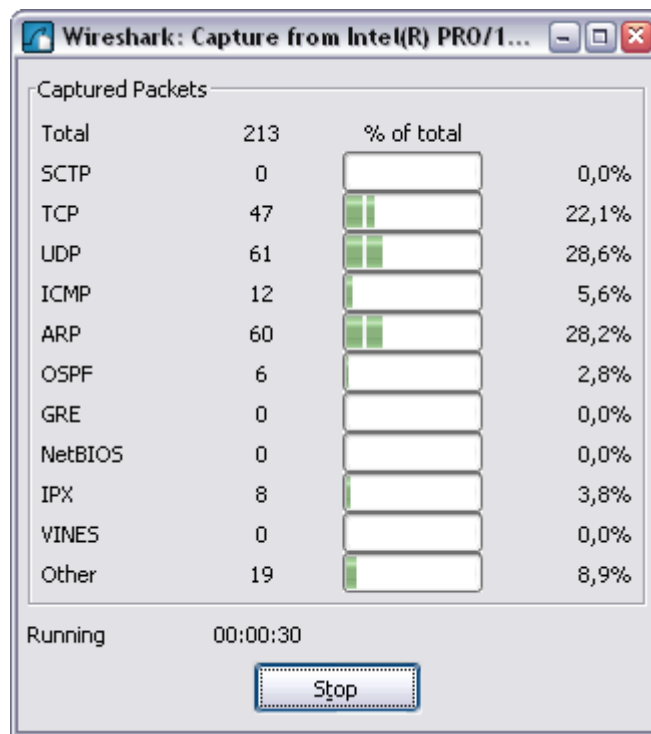 Wireshark: Capture from Intel(R) PRO/1...
Captured Packets
Total 213 % of total
SCTP 0 0,0%
TCP 47 22,1%
UDP 61 28,6%
ICMP 12 5,6%
ARP 60 28,2%
OSPF 6 2,8%
GRE 0 0,0%
NetBIOS 0 0,0%
IPX 8 3,8%
VINES 0 0,0%
Other 19 8,9%
Running 00:00:30
Stop